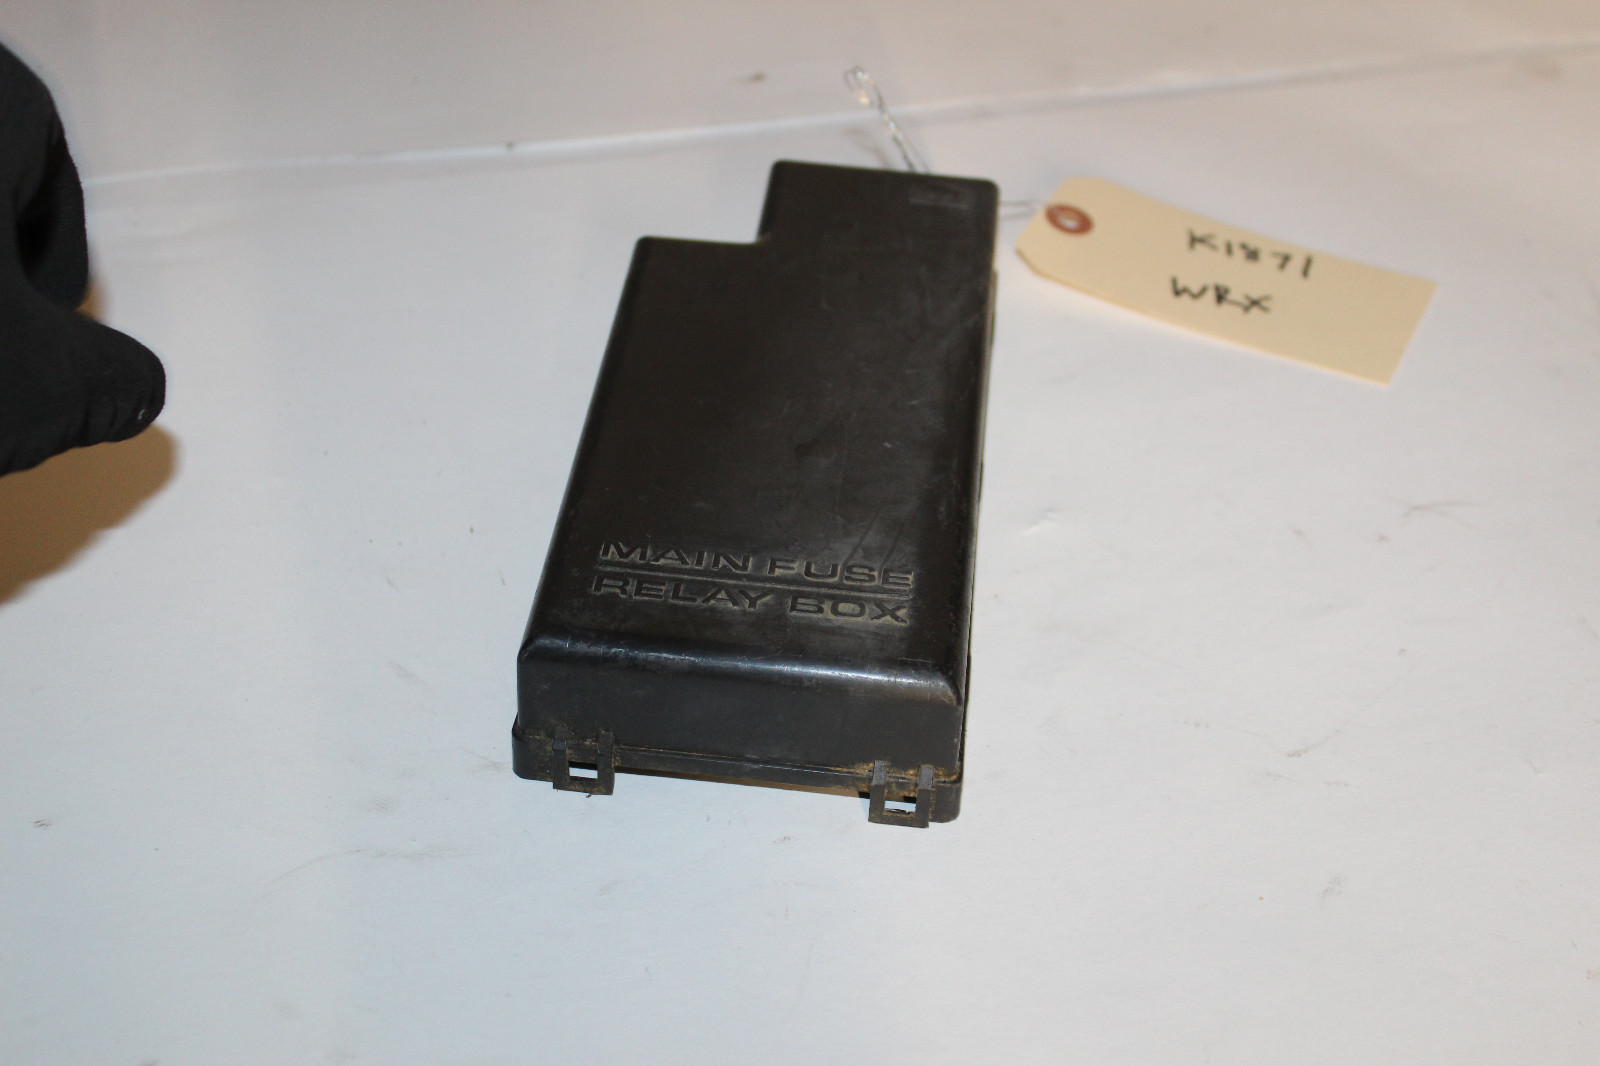 K1871
WRX
MAIN FUSE
RELAY BOX